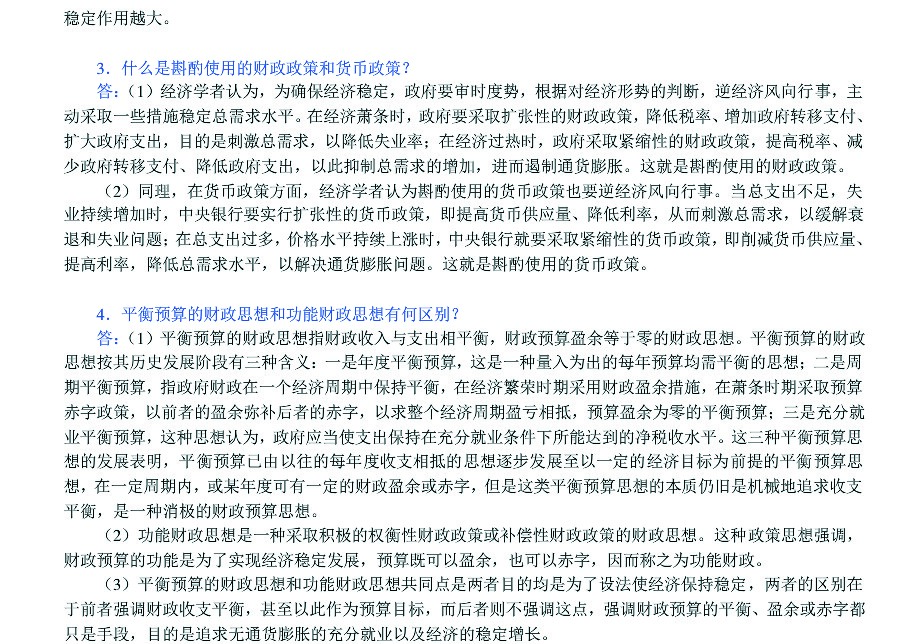 稳定作用越大。
3．什么是斟酌使用的财政政策和货币政策？
答：（1）经济学者认为，为确保经济稳定，政府要审时度势，根据对经济形势的判断，逆经济风向行事，主
动采取一些措施稳定总需求水平。在经济萧条时，政府要采取扩张性的财政政策，降低税率、增加政府转移支付、
扩大政府支出，目的是刺激总需求，以降低失业率；在经济过热时，政府采取紧缩性的财政政策，提高税率、减
少政府转移支付、降低政府支出，以此抑制总需求的增加，进而遏制通货膨胀。这就是斟酌使用的财政政策。
（2）同理，在货币政策方面，经济学者认为斟酌使用的货币政策也要逆经济风向行事。当总支出不足，失
业持续增加时，中央银行要实行扩张性的货币政策，即提高货币供应量、降低利率，从而刺激总需求，以缓解衰
退和失业问题；在总支出过多，价格水平持续上涨时，中央银行就要采取紧缩性的货币政策，即削减货币供应量、
提高利率，降低总需求水平，以解决通货膨胀问题。这就是斟酌使用的货币政策。
4．平衡预算的财政思想和功能财政思想有何区别？
答：（1）平衡预算的财政思想指财政收入与支出相平衡，财政预算盈余等于零的财政思想。平衡预算的财政
思想按其历史发展阶段有三种含义：一是年度平衡预算，这是一种量入为出的每年预算均需平衡的思想；二是周
期平衡预算，指政府财政在一个经济周期中保持平衡，在经济繁荣时期采用财政盈余措施，在萧条时期采取预算
赤字政策，以前者的盈余弥补后者的赤字，以求整个经济周期盈亏相抵，预算盈余为零的平衡预算；三是充分就
业平衡预算，这种思想认为，政府应当使支出保持在充分就业条件下所能达到的净税收水平。这三种平衡预算思
想的发展表明，平衡预算已由以往的每年度收支相抵的思想逐步发展至以一定的经济目标为前提的平衡预算思
想，在一定周期内，或某年度可有一定的财政盈余或赤字，但是这类平衡预算思想的本质仍旧是机械地追求收支
平衡，是一种消极的财政预算思想。
（2）功能财政思想是一种采取积极的权衡性财政政策或补偿性财政政策的财政思想。这种政策思想强调，
财政预算的功能是为了实现经济稳定发展，预算既可以盈余，也可以赤字，因而称之为功能财政。
（3）平衡预算的财政思想和功能财政思想共同点是两者目的均是为了设法使经济保持稳定，两者的区别在
于前者强调财政收支平衡，甚至以此作为预算目标，而后者则不强调这点，强调财政预算的平衡、盈余或赤字都
只是手段，目的是追求无通货膨胀的充分就业以及经济的稳定增长。